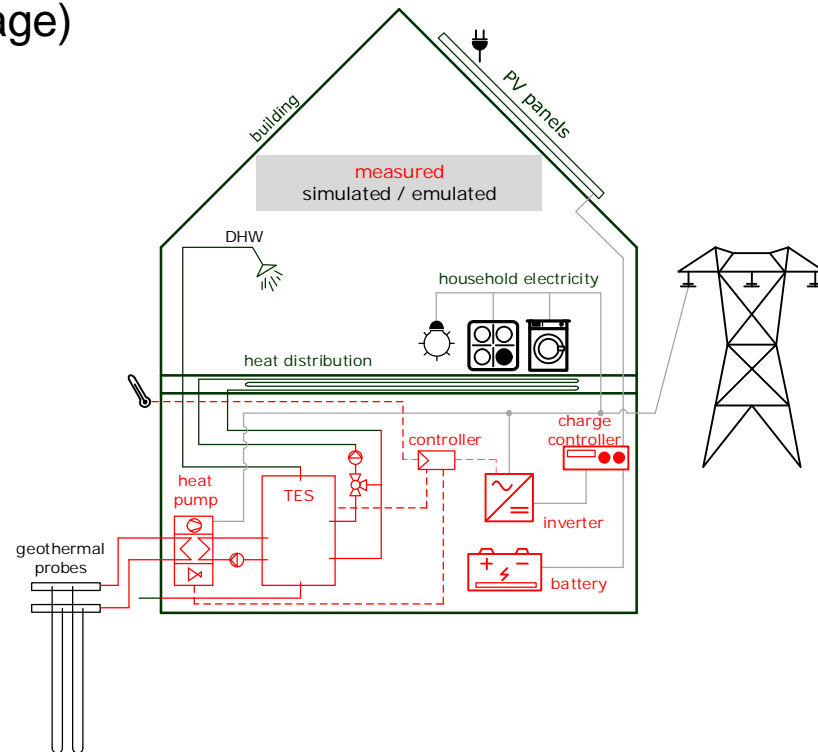 age)
building
PV panels
measured
simulated / emulated
DHW
household electricity
heat distribution
charge
controller
controller
heat
pump
TES
inverter
geothermal
probes
battery